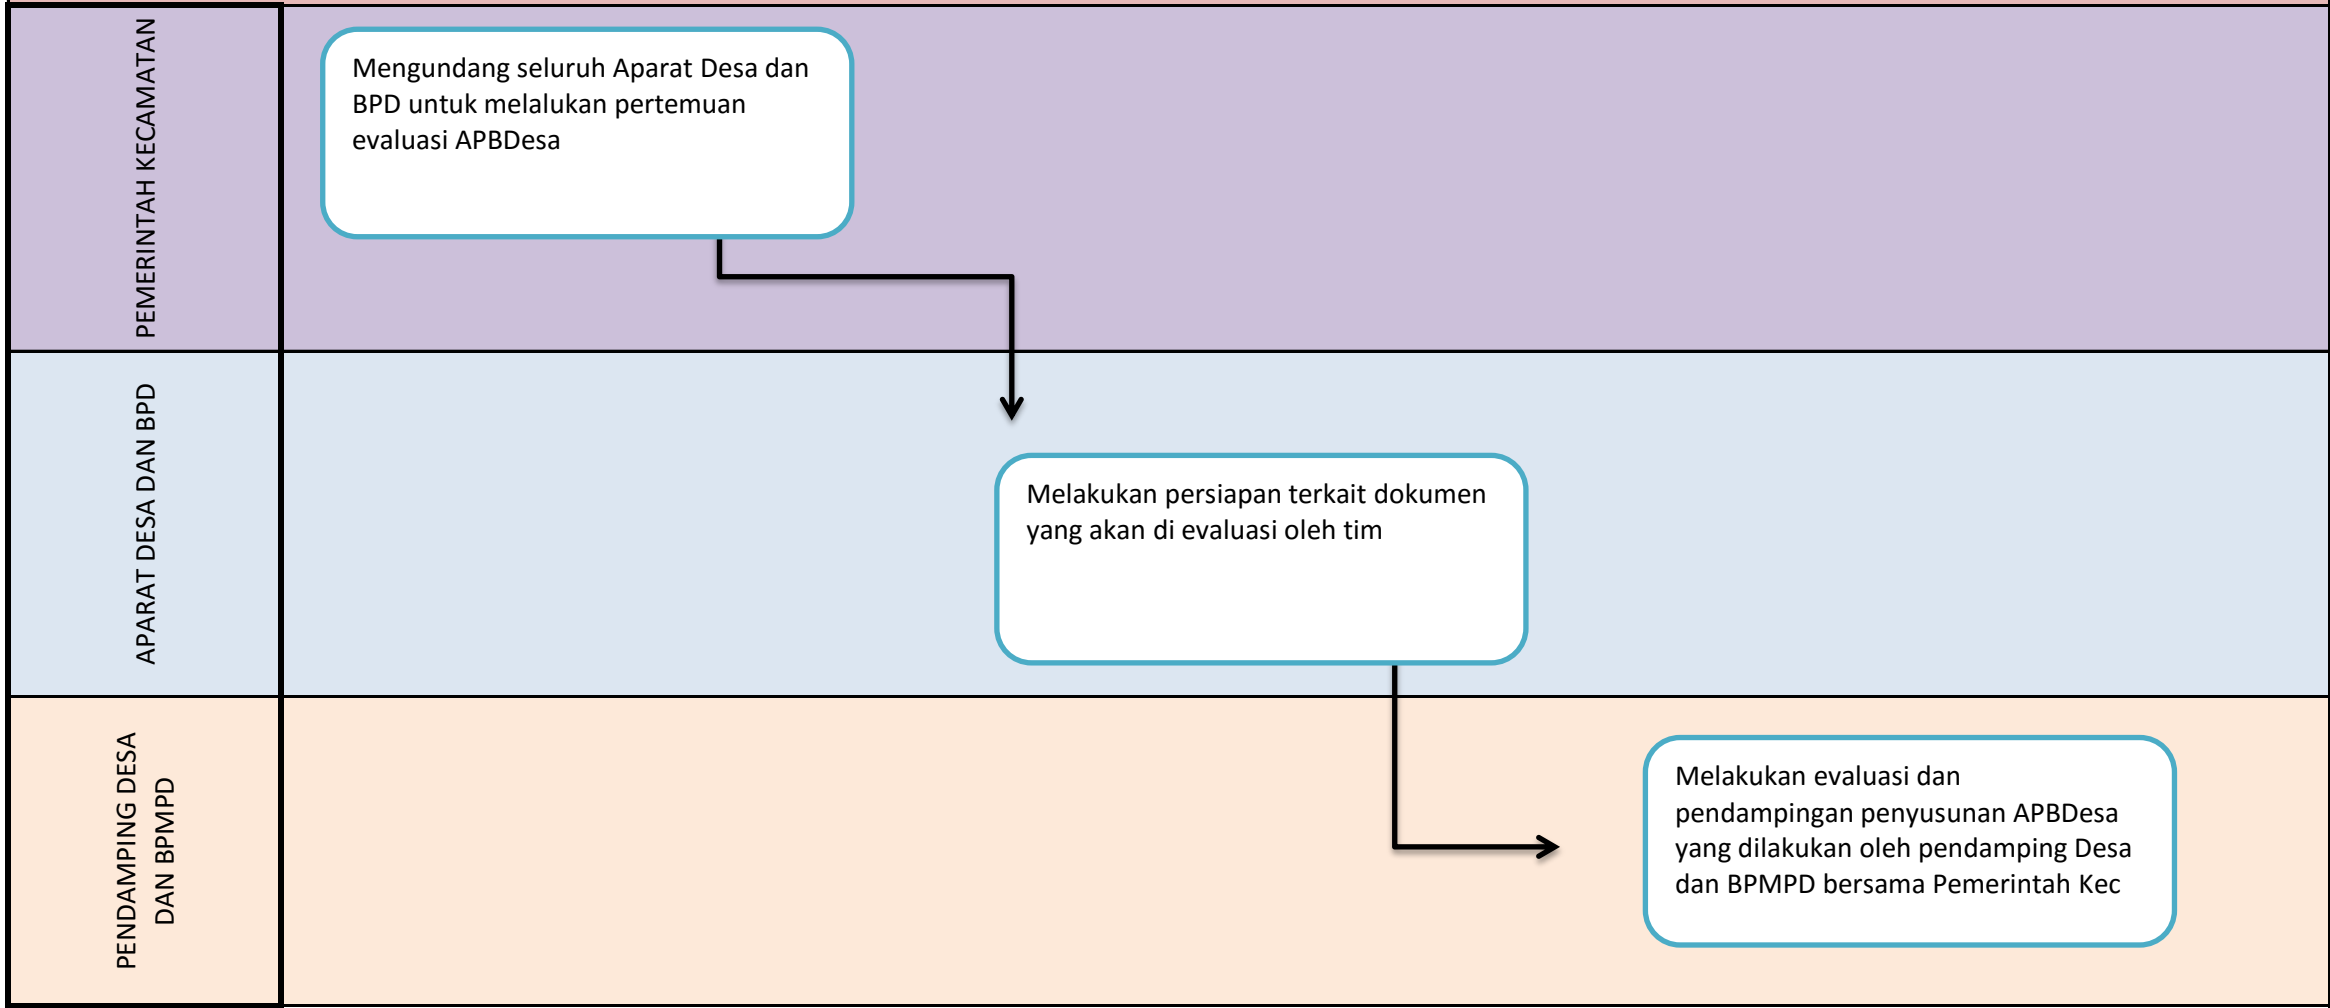 PEMERINTAH KECAMATAN
Mengundang seluruh Aparat Desa dan
BPD untuk melalukan pertemuan
evaluasi APBDesa
APARAT DESA DAN BPD
Melakukan persiapan terkait dokumen
yang akan di evaluasi oleh tim
PENDAMPING DESA
DAN BPMPD
Melakukan evaluasi dan
pendampingan penyusunan APBDesa
yang dilakukan oleh pendamping Desa
dan BPMPD bersama Pemerintah Kec